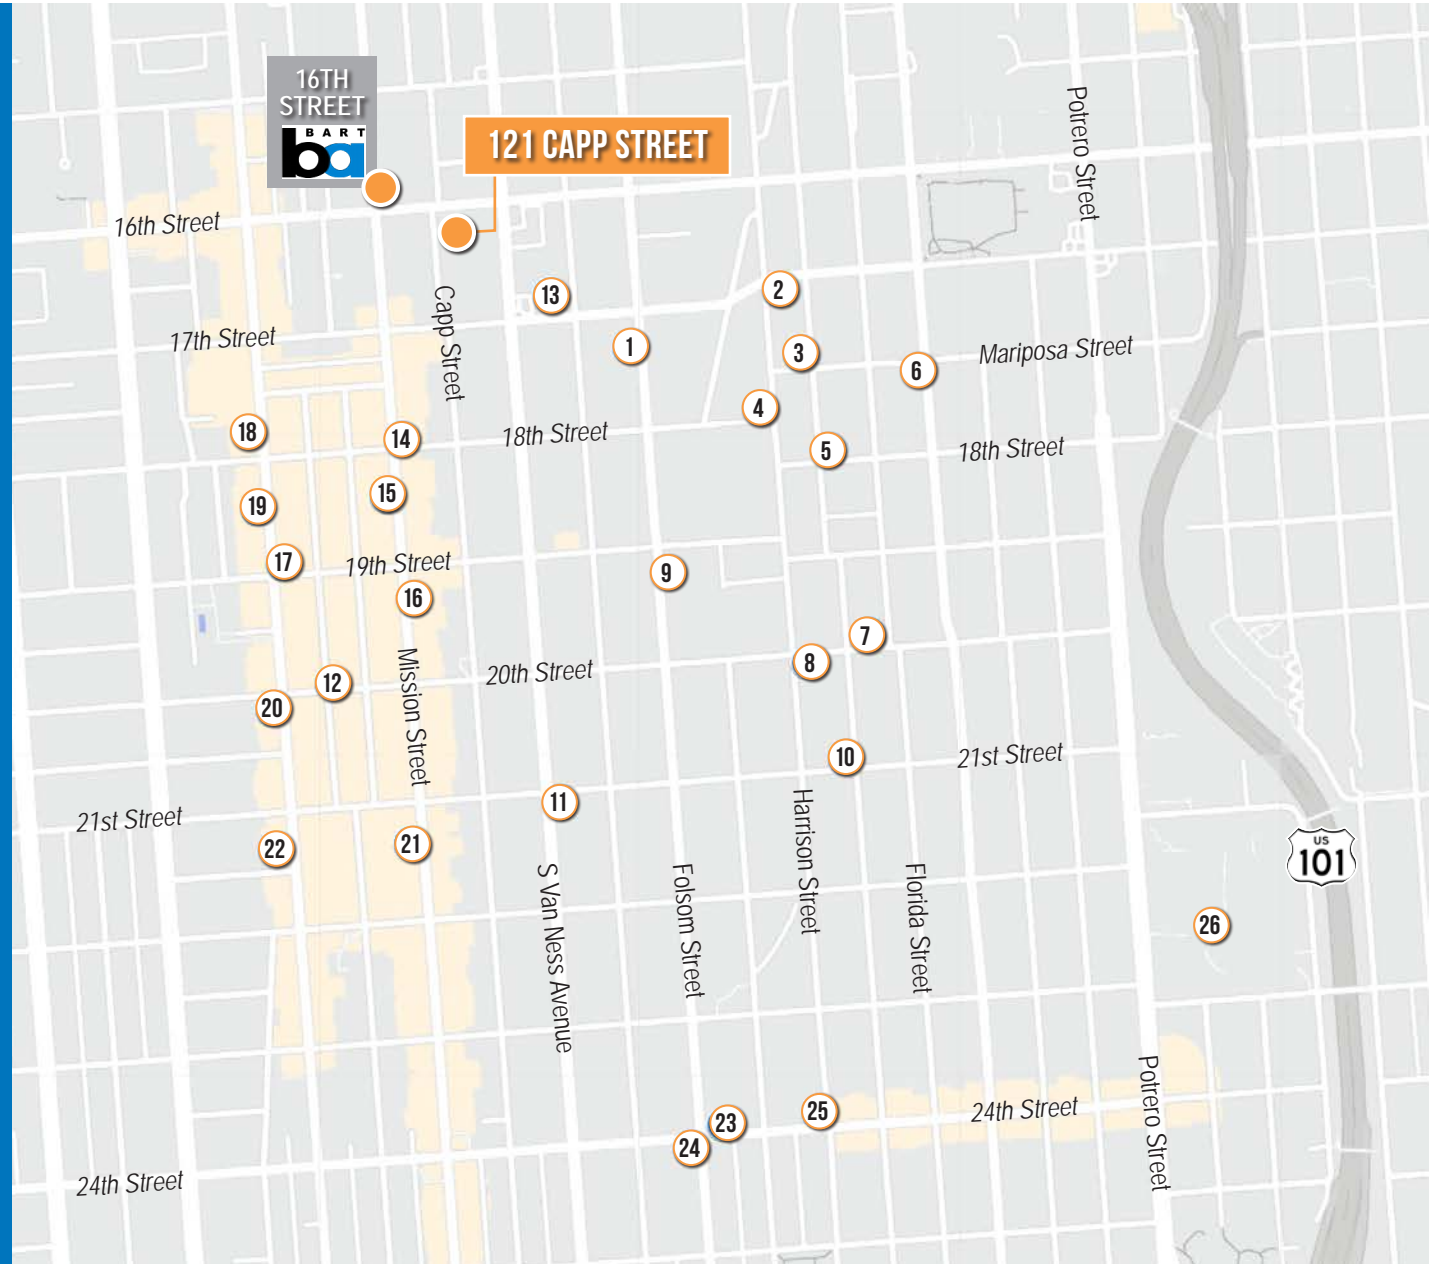 16TH
STREET
BART
ba
121 CAPP STREET
Potrero Street
16th Street
Capp Street
13
2
17th Street
1
3
Mariposa Street
6
4
18
14
18th Street
5
18th Street
15
19
17
19th Street
9
16
7
8
Mission Street
20th Street
12
20
10
21st Street
11
Harrison Street
21st Street
22
21
US
101
S Van Ness Avenue
Folsom Street
Florida Street
26
Potrero Street
25
24th Street
23
24
24th Street